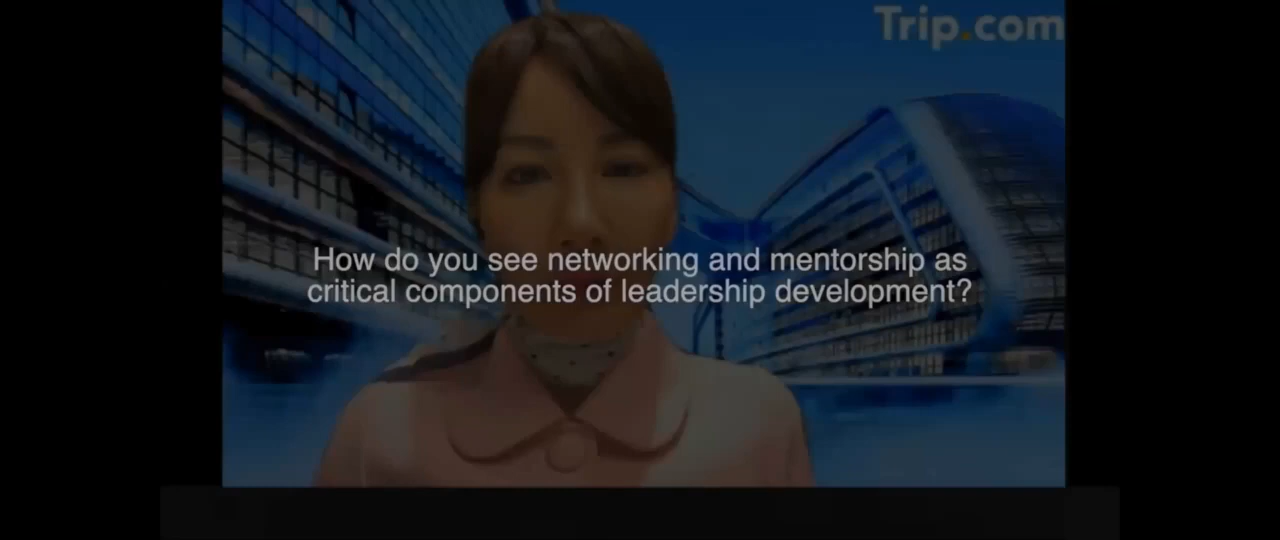 Trip.com
How do you see networking and mentorship as
critical components of leadership development?